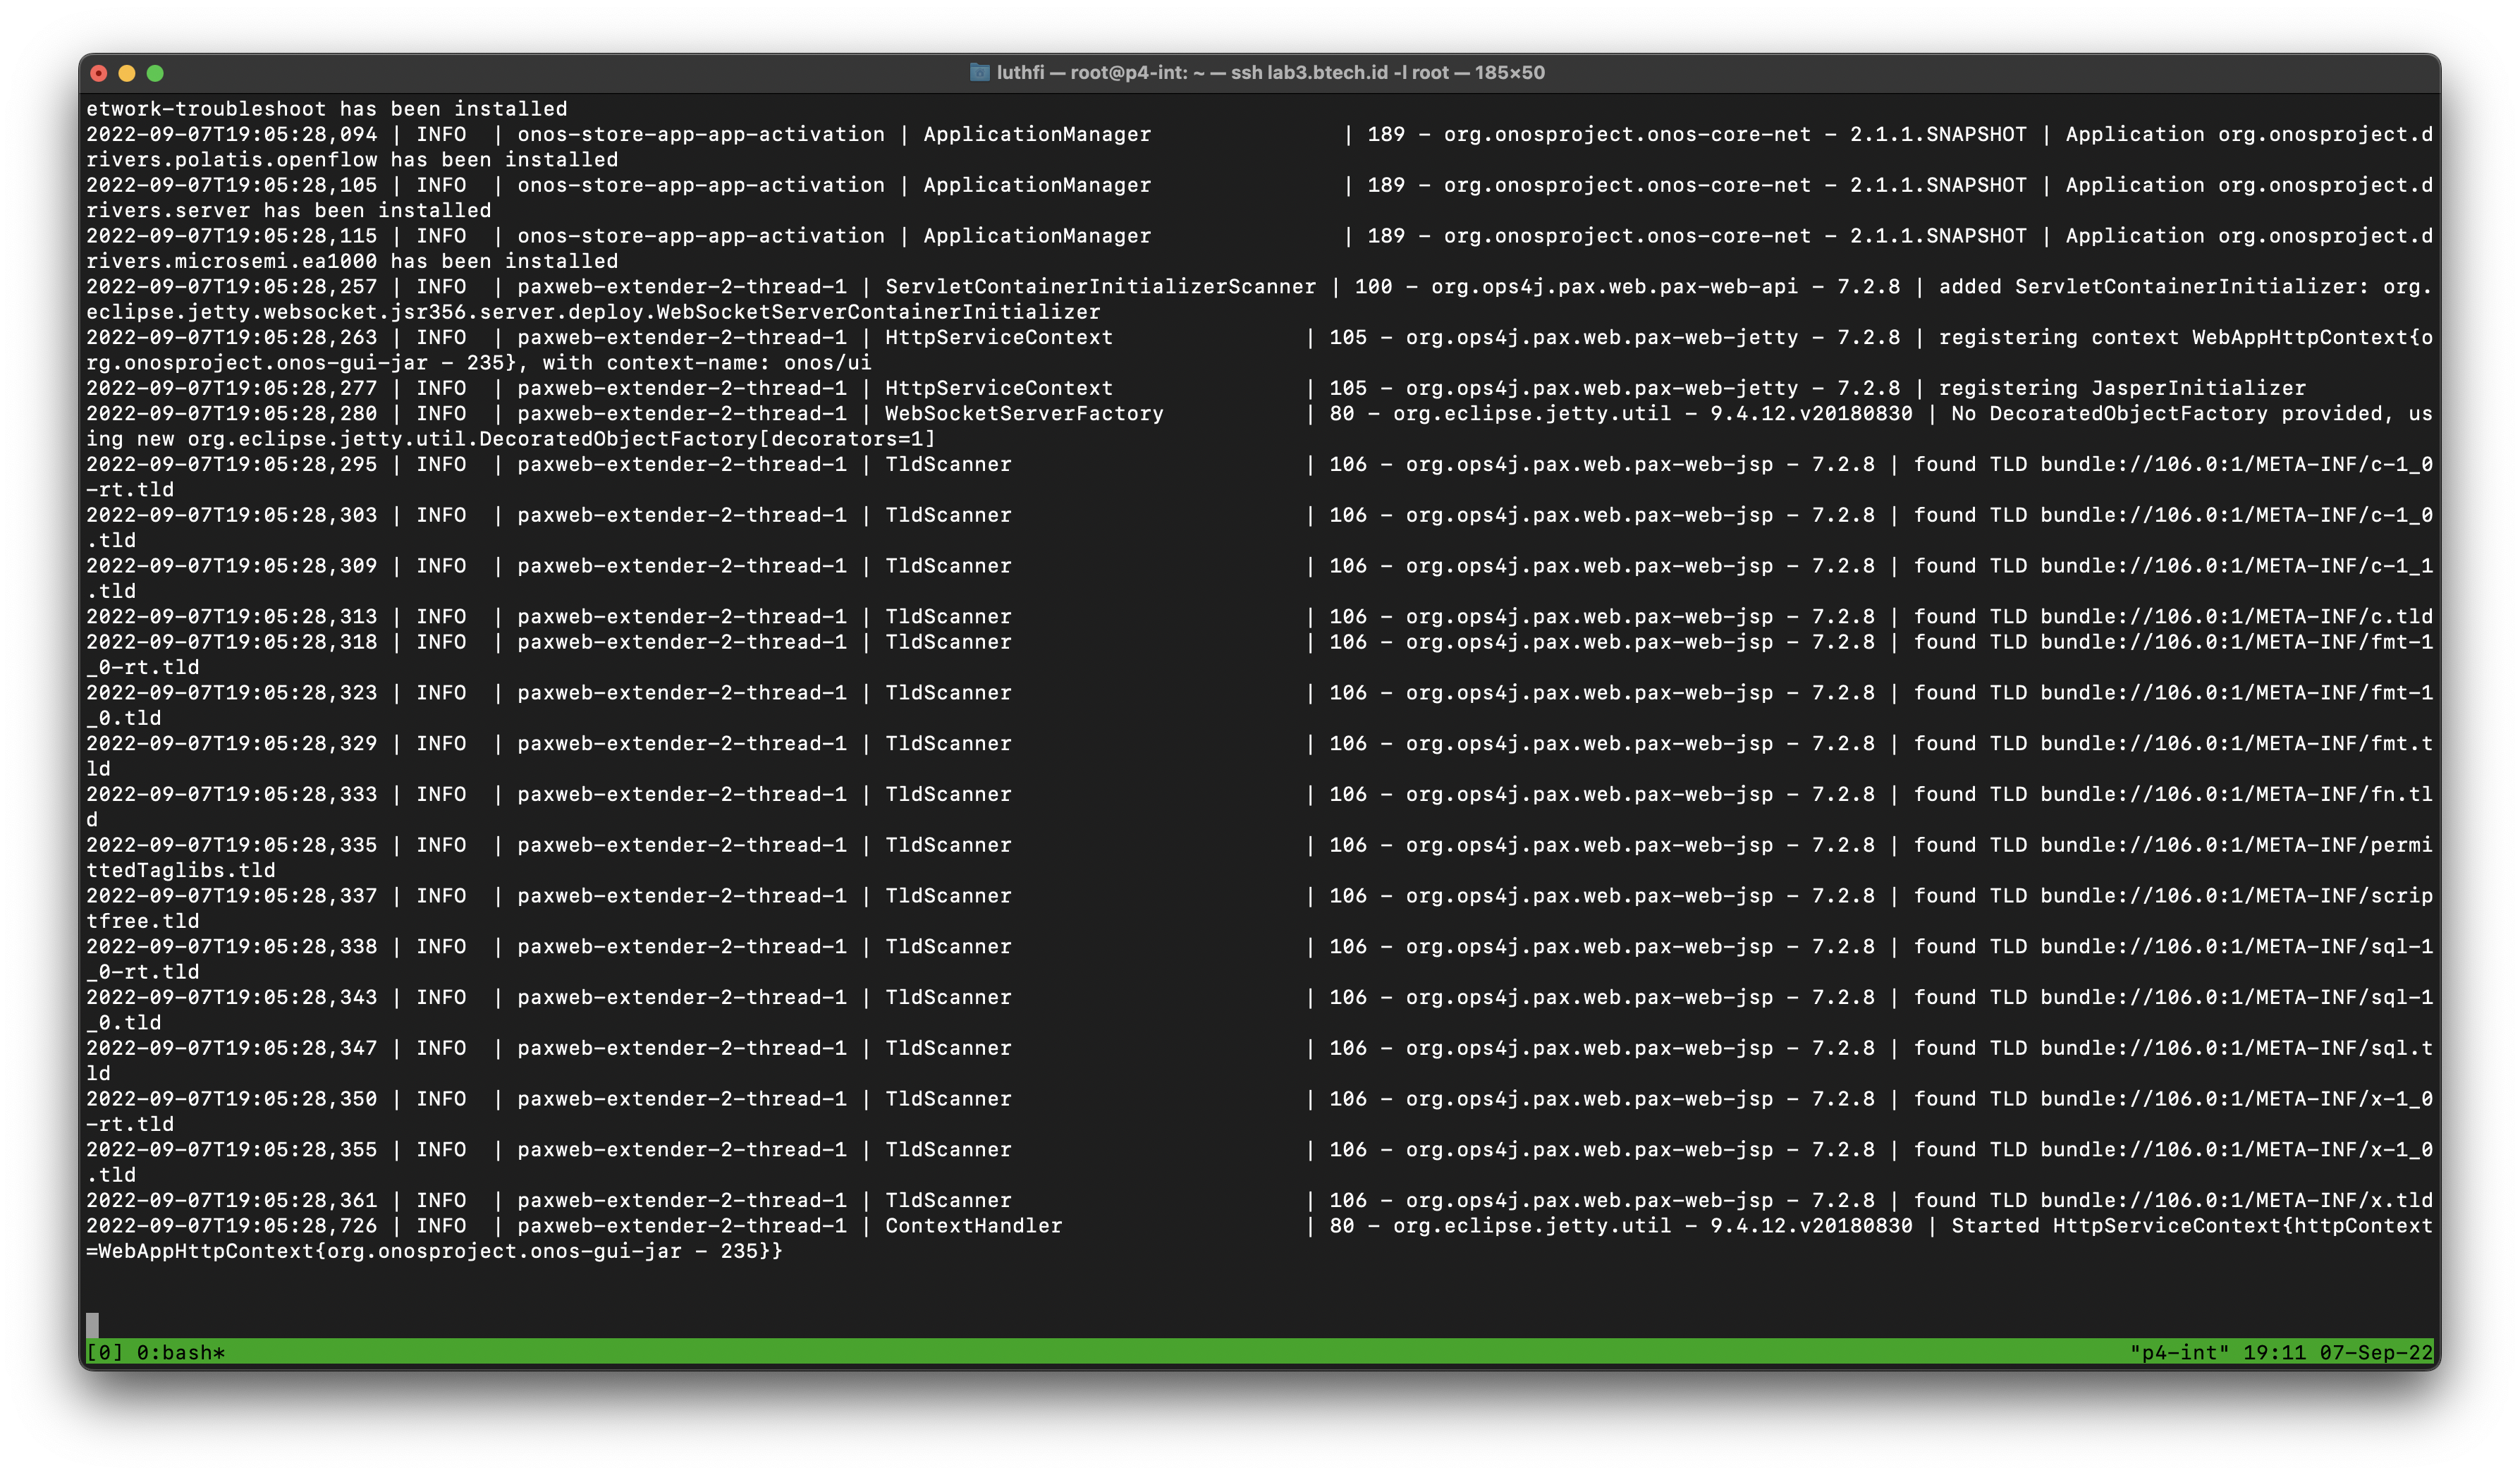 luthfi — root@p4-int: ~ — ssh lab3.btech.id -l root — 185×50
etwork-troubleshoot has been installed
2022-09-07T19:05:28,094 | INFO  | onos-store-app-app-activation | ApplicationManager               | 189 - org.onosproject.onos-core-net - 2.1.1.SNAPSHOT | Application org.onosproject.d
rivers.polatis.openflow has been installed
2022-09-07T19:05:28,105 | INFO  | onos-store-app-app-activation | ApplicationManager               | 189 - org.onosproject.onos-core-net - 2.1.1.SNAPSHOT | Application org.onosproject.d
rivers.server has been installed
2022-09-07T19:05:28,115 | INFO  | onos-store-app-app-activation | ApplicationManager               | 189 - org.onosproject.onos-core-net - 2.1.1.SNAPSHOT | Application org.onosproject.d
rivers.microsemi.ea1000 has been installed
2022-09-07T19:05:28,257 | INFO  | paxweb-extender-2-thread-1 | ServletContainerInitializerScanner | 100 - org.ops4j.pax.web.pax-web-api - 7.2.8 | added ServletContainerInitializer: org.
eclipse.jetty.websocket.jsr356.server.deploy.WebSocketServerContainerInitializer
2022-09-07T19:05:28,263 | INFO  | paxweb-extender-2-thread-1 | HttpServiceContext               | 105 - org.ops4j.pax.web.pax-web-jetty - 7.2.8 | registering context WebAppHttpContext{o
rg.onosproject.onos-gui-jar - 235}, with context-name: onos/ui
2022-09-07T19:05:28,277 | INFO  | paxweb-extender-2-thread-1 | HttpServiceContext               | 105 - org.ops4j.pax.web.pax-web-jetty - 7.2.8 | registering JasperInitializer
2022-09-07T19:05:28,280 | INFO  | paxweb-extender-2-thread-1 | WebSocketServerFactory           | 80 - org.eclipse.jetty.util - 9.4.12.v20180830 | No DecoratedObjectFactory provided, us
ing new org.eclipse.jetty.util.DecoratedObjectFactory[decorators=1]
2022-09-07T19:05:28,295 | INFO  | paxweb-extender-2-thread-1 | TldScanner                       | 106 - org.ops4j.pax.web.pax-web-jsp - 7.2.8 | found TLD bundle://106.0:1/META-INF/c-1_0
-rt.tld
2022-09-07T19:05:28,303 | INFO  | paxweb-extender-2-thread-1 | TldScanner                       | 106 - org.ops4j.pax.web.pax-web-jsp - 7.2.8 | found TLD bundle://106.0:1/META-INF/c-1_0
.tld
2022-09-07T19:05:28,309 | INFO  | paxweb-extender-2-thread-1 | TldScanner                       | 106 - org.ops4j.pax.web.pax-web-jsp - 7.2.8 | found TLD bundle://106.0:1/META-INF/c-1_1
.tld
2022-09-07T19:05:28,313 | INFO  | paxweb-extender-2-thread-1 | TldScanner                       | 106 - org.ops4j.pax.web.pax-web-jsp - 7.2.8 | found TLD bundle://106.0:1/META-INF/c.tld
2022-09-07T19:05:28,318 | INFO  | paxweb-extender-2-thread-1 | TldScanner                       | 106 - org.ops4j.pax.web.pax-web-jsp - 7.2.8 | found TLD bundle://106.0:1/META-INF/fmt-1
_0-rt.tld
2022-09-07T19:05:28,323 | INFO  | paxweb-extender-2-thread-1 | TldScanner                       | 106 - org.ops4j.pax.web.pax-web-jsp - 7.2.8 | found TLD bundle://106.0:1/META-INF/fmt-1
_0.tld
2022-09-07T19:05:28,329 | INFO  | paxweb-extender-2-thread-1 | TldScanner                       | 106 - org.ops4j.pax.web.pax-web-jsp - 7.2.8 | found TLD bundle://106.0:1/META-INF/fmt.t
ld
2022-09-07T19:05:28,333 | INFO  | paxweb-extender-2-thread-1 | TldScanner                       | 106 - org.ops4j.pax.web.pax-web-jsp - 7.2.8 | found TLD bundle://106.0:1/META-INF/fn.tl
d
2022-09-07T19:05:28,335 | INFO  | paxweb-extender-2-thread-1 | TldScanner                       | 106 - org.ops4j.pax.web.pax-web-jsp - 7.2.8 | found TLD bundle://106.0:1/META-INF/permi
ttedTaglibs.tld
2022-09-07T19:05:28,337 | INFO  | paxweb-extender-2-thread-1 | TldScanner                       | 106 - org.ops4j.pax.web.pax-web-jsp - 7.2.8 | found TLD bundle://106.0:1/META-INF/scrip
tfree.tld
2022-09-07T19:05:28,338 | INFO  | paxweb-extender-2-thread-1 | TldScanner                       | 106 - org.ops4j.pax.web.pax-web-jsp - 7.2.8 | found TLD bundle://106.0:1/META-INF/sql-1
_0-rt.tld
2022-09-07T19:05:28,343 | INFO  | paxweb-extender-2-thread-1 | TldScanner                       | 106 - org.ops4j.pax.web.pax-web-jsp - 7.2.8 | found TLD bundle://106.0:1/META-INF/sql-1
_0.tld
2022-09-07T19:05:28,347 | INFO  | paxweb-extender-2-thread-1 | TldScanner                       | 106 - org.ops4j.pax.web.pax-web-jsp - 7.2.8 | found TLD bundle://106.0:1/META-INF/sql.t
ld
2022-09-07T19:05:28,350 | INFO  | paxweb-extender-2-thread-1 | TldScanner                       | 106 - org.ops4j.pax.web.pax-web-jsp - 7.2.8 | found TLD bundle://106.0:1/META-INF/x-1_0
-rt.tld
2022-09-07T19:05:28,355 | INFO  | paxweb-extender-2-thread-1 | TldScanner                       | 106 - org.ops4j.pax.web.pax-web-jsp - 7.2.8 | found TLD bundle://106.0:1/META-INF/x-1_0
.tld
2022-09-07T19:05:28,361 | INFO  | paxweb-extender-2-thread-1 | TldScanner                       | 106 - org.ops4j.pax.web.pax-web-jsp - 7.2.8 | found TLD bundle://106.0:1/META-INF/x.tld
2022-09-07T19:05:28,726 | INFO  | paxweb-extender-2-thread-1 | ContextHandler                   | 80 - org.eclipse.jetty.util - 9.4.12.v20180830 | Started HttpServiceContext{httpContext
=WebAppHttpContext{org.onosproject.onos-gui-jar - 235}}
[0] 0:bash* "p4-int" 19:11 07-Sep-22